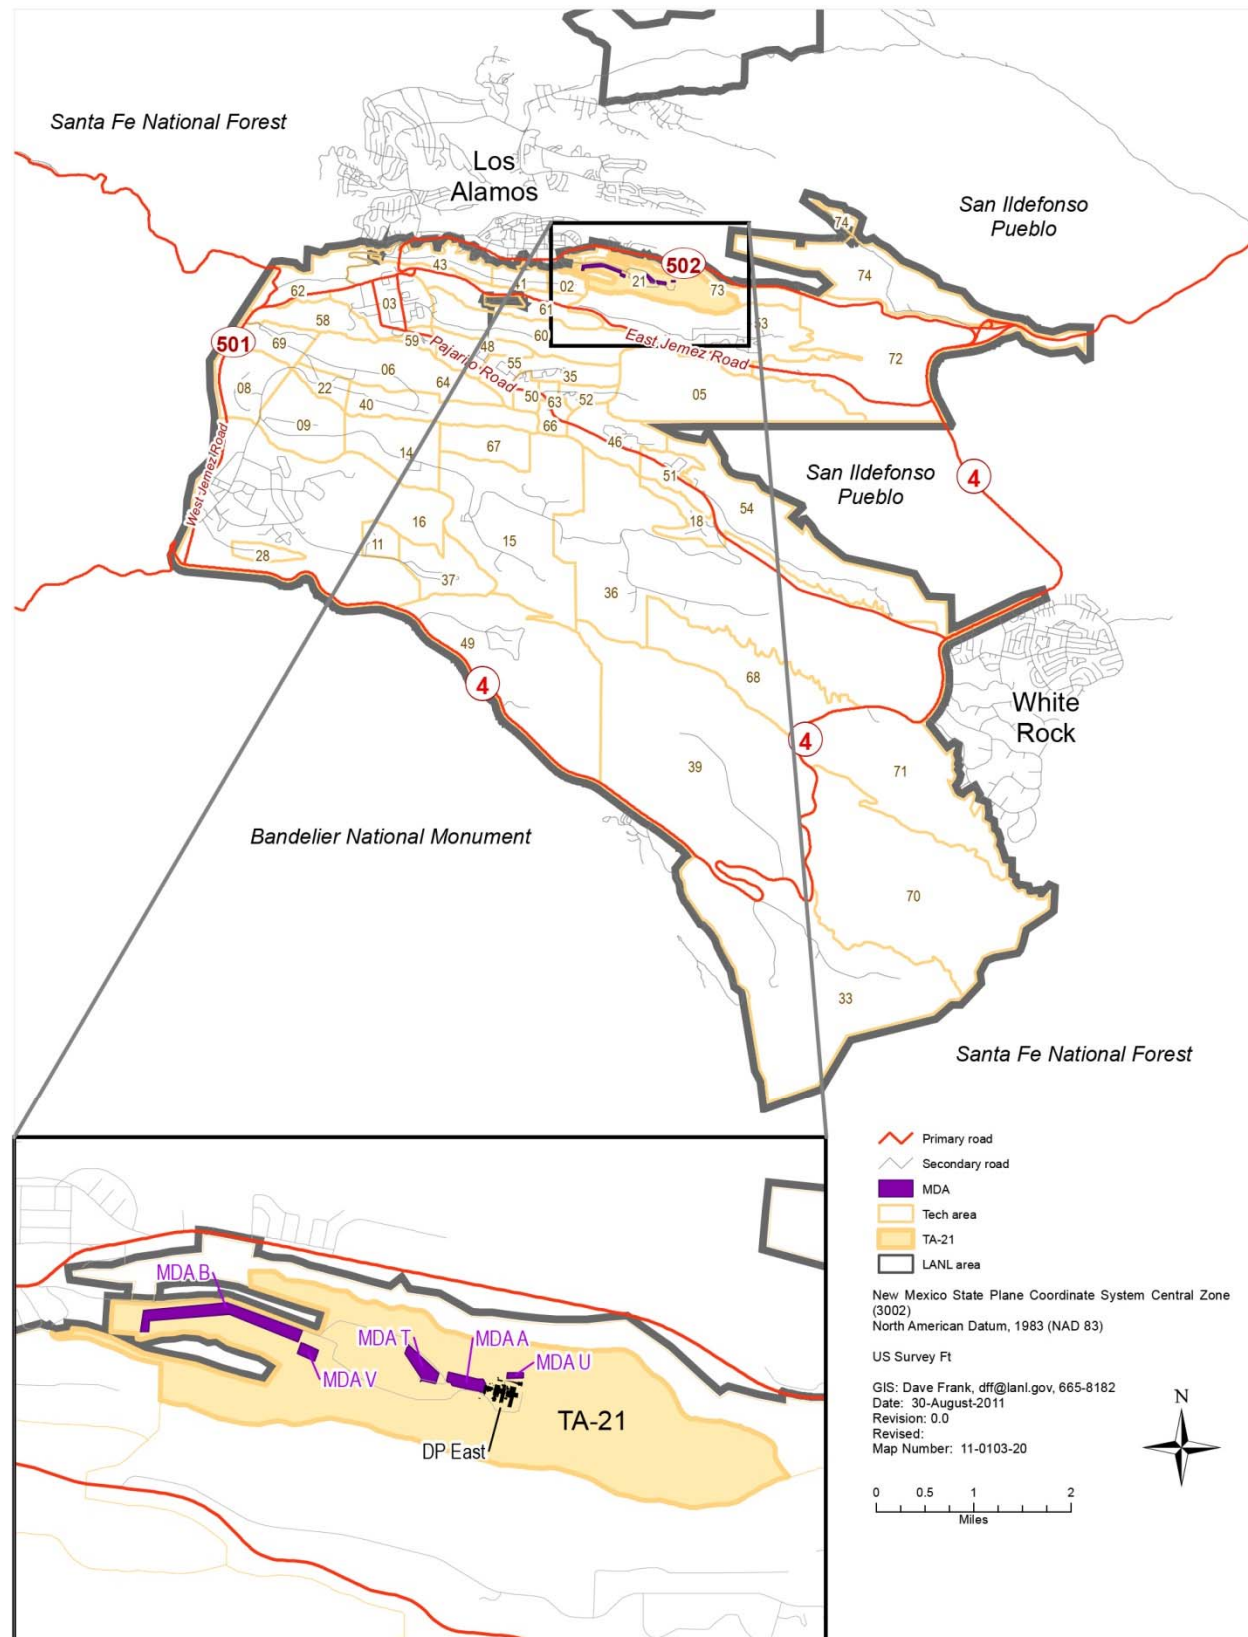 Santa Fe National Forest
Los
Alamos
San Ildefonso
Pueblo
74
74
502
43
62
03
41
02
21
73
61
53
501
58
59
60
East Jemez Road
72
69
Pajarito Road
48
55
06
35
08
22
64
05
40
50
63
52
09
66
46
14
67
51
San Ildefonso
Pueblo
4
West Jemez Road
54
16
18
15
11
28
37
36
49
68
4
White
Rock
4
39
71
Bandelier National Monument
70
33
Santa Fe National Forest
MDA B
MDA T
MDA A
MDA U
MDA V
TA-21
DP East
Primary road
Secondary road
MDA
Tech area
TA-21
LANL area
New Mexico State Plane Coordinate System Central Zone
(3002)
North American Datum, 1983 (NAD 83)
US Survey Ft
GIS: Dave Frank, dff@lanl.gov, 665-8182
Date: 30-August-2011
Revision: 0.0
Revised:
Map Number: 11-0103-20
N
0 0.5 1 2
Miles